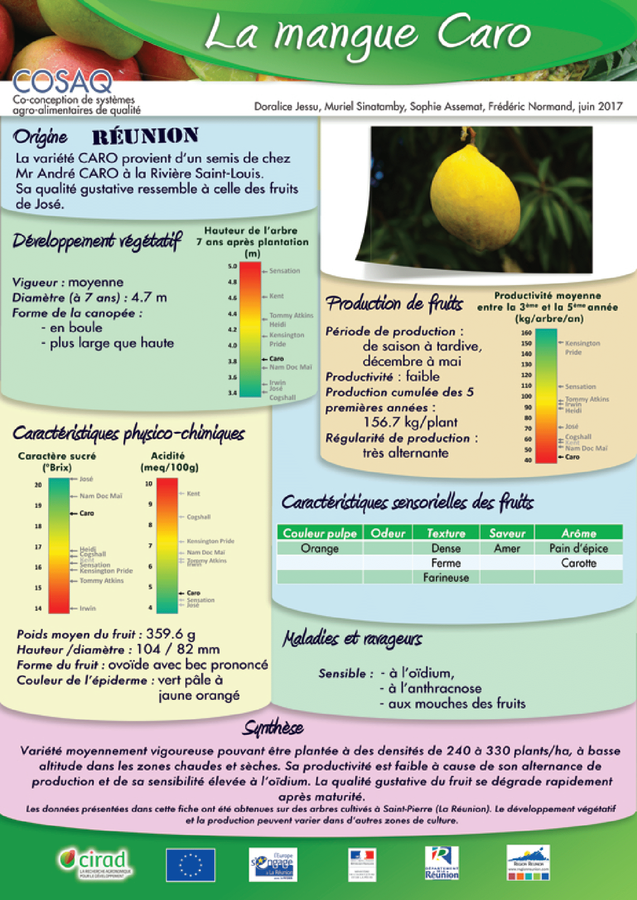 La mangue Caro
COSAQ
Co-conception de systèmes
agro-alimentaires de qualité
Doralice Jessu, Muriel Sinatamby, Sophie Assemat, Frédéric Normand, juin 2017
Origine RÉUNION
La variété CARO provient d'un semis de chez
Mr André CARO à la Rivière Saint-Louis.
Sa qualité gustative ressemble à celle des fruits
de José.
Développement végétatif
Hauteur de l'arbre
7 ans après plantation
(m)
Vigueur : moyenne
Diamètre (à 7 ans) : 4.7 m
Forme de la canopée :
- en boule
- plus large que haute
5.0
4.8
4.6
4.4
4.2
4.0
3.8
3.6
3.4
Sensation
Kent
Tommy Atkins
Heidi
Kensington
Pride
Caro
Nam Doc Mai
Irwin
José
Cogshall
Production de fruits
Productivité moyenne
entre la 3ème et la 5ème année
(kg/arbre/an)
Période de production :
de saison à tardive,
décembre à mai
Productivité : faible
Production cumulée des 5
premières années :
156.7 kg/plant
Régularité de production :
très alternante
160
150
140
130
120
110
100
90
80
70
60
50
40
Kensington
Pride
Sensation
Tommy Atkins
Irwin
Heidi
José
Cogshall
Kent
Nam Doc Mai
Caro
Caractéristiques physico-chimiques
Caractère sucré
(°Brix)
20
19
18
17
16
15
14
José
Nam Doc Mai
Caro
Heidi
Cogshall
Kent
Sensation
Kensington Pride
Tommy Atkins
Irwin
Acidité
(meq/100g)
10
9
8
7
6
5
4
Kent
Cogshall
Kensington Pride
Nam Doc Mai
Tommy Atkins
Irwin
Caro
Sensation
José
Poids moyen du fruit : 359.6 g
Hauteur /diamètre : 104 / 82 mm
Forme du fruit : ovoïde avec bec prononcé
Couleur de l'épiderme : vert pâle à
jaune orangé
Caractéristiques sensorielles des fruits
Couleur pulpe Odeur Texture Saveur Arôme
Orange Dense Amer Pain d'épice
Ferme Carotte
Farineuse
Maladies et ravageurs
Sensible : - à l'oïdium,
- à l'anthracnose
- aux mouches des fruits
Synthèse
Variété moyennement vigoureuse pouvant être plantée à des densités de 240 à 330 plants/ha, à basse
altitude dans les zones chaudes et sèches. Sa productivité est faible à cause de son alternance de
production et de sa sensibilité élevée à l'oïdium. La qualité gustative du fruit se dégrade rapidement
après maturité.
Les données présentées dans cette fiche ont été obtenues sur des arbres cultivés à Saint-Pierre (La Réunion). Le développement végétatif
et la production peuvent varier dans d'autres zones de culture.
cirad
LA RECHERCHE AGRONOMIQUE
POUR LE DÉVELOPPEMENT
l'Europe
s'engage
à la Réunion
DÉPARTEMENT
de la Réunion
RÉGION RÉUNION
www.regionreunion.com